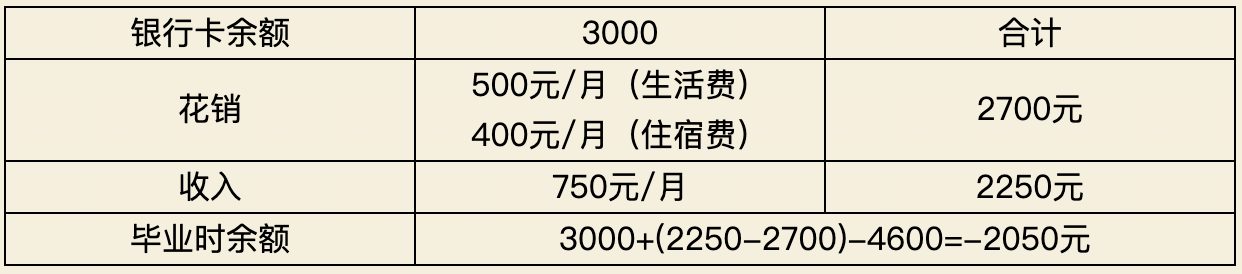 银行卡余额 3000 合计
花销 500元/月（生活费） 2700元
400元/月（住宿费）
收入 750元/月 2250元
毕业时余额 3000+(2250-2700)-4600=-2050元